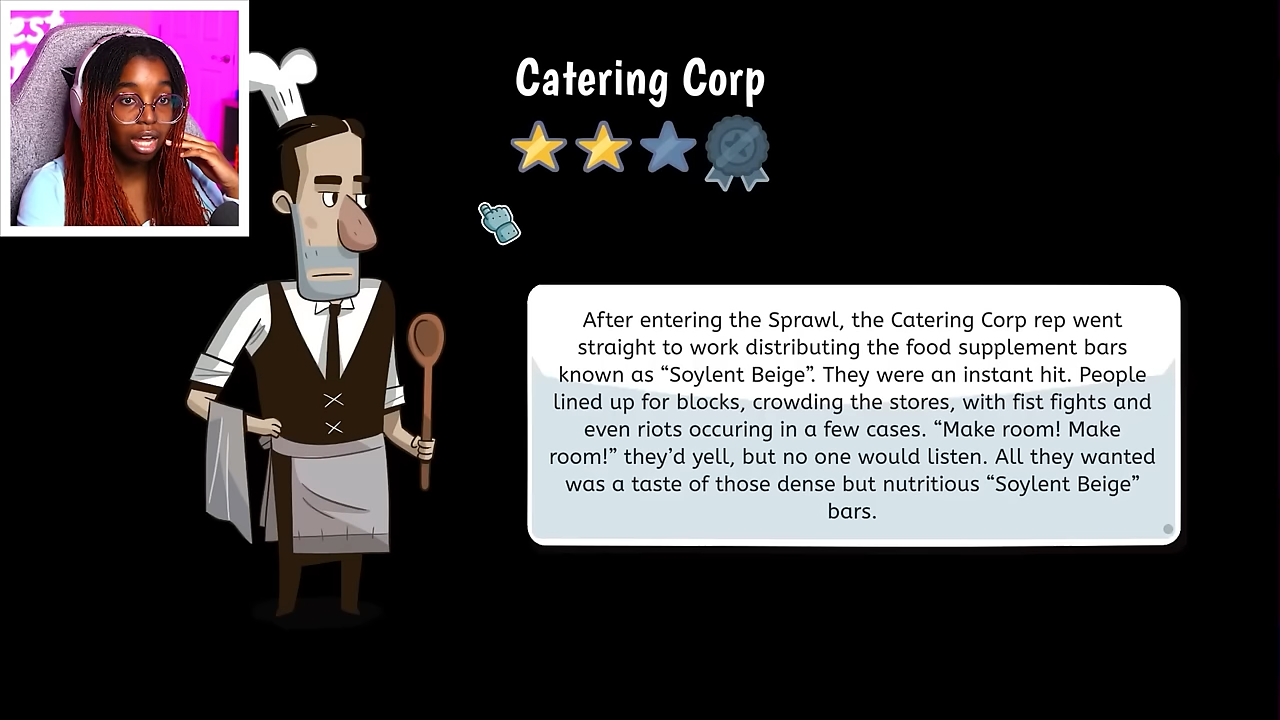 Catering Corp
After entering the Sprawl, the Catering Corp rep went
straight to work distributing the food supplement bars
known as “Soylent Beige”. They were an instant hit. People
lined up for blocks, crowding the stores, with fist fights and
even riots occuring in a few cases. “Make room! Make
room!” they’d yell, but no one would listen. All they wanted
was a taste of those dense but nutritious “Soylent Beige”
bars.